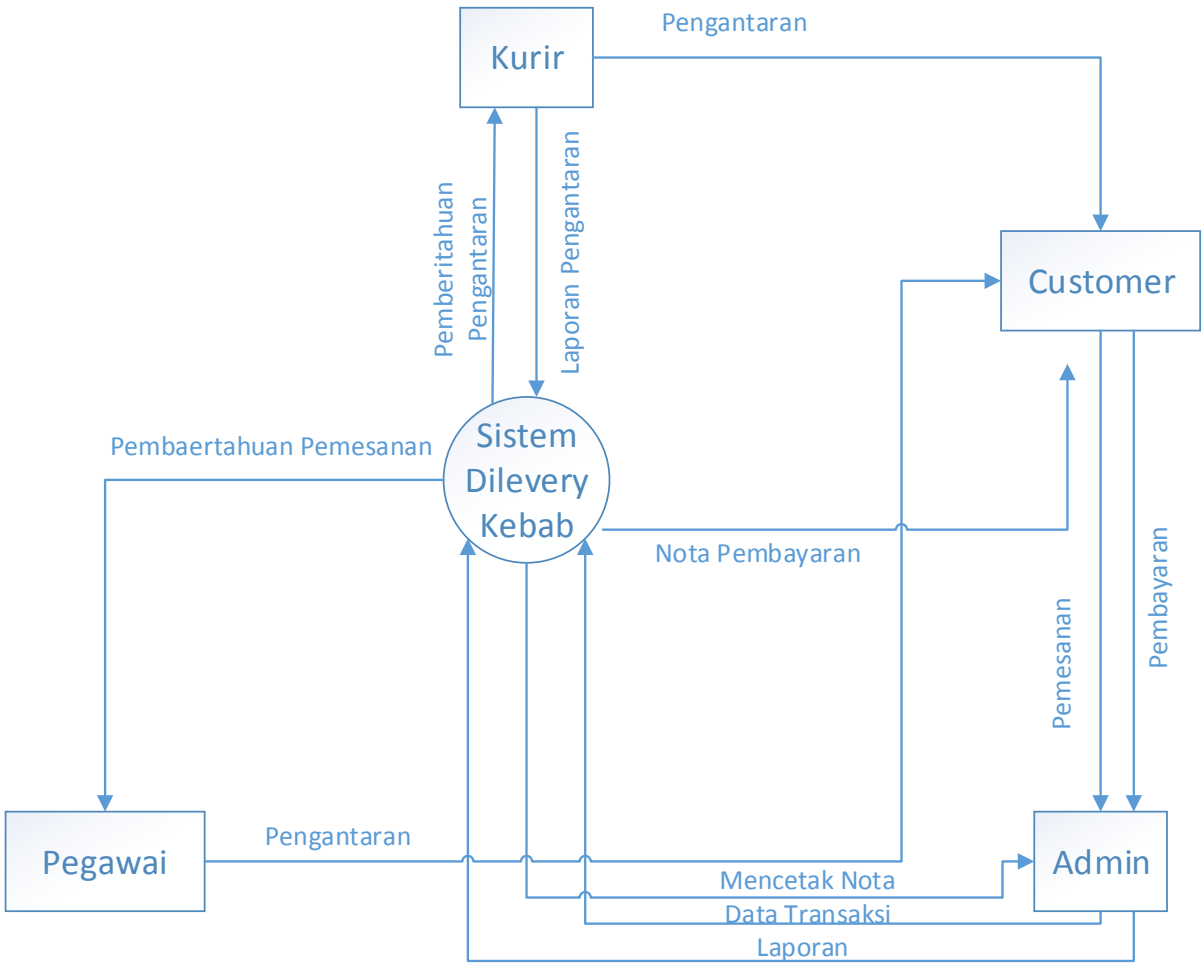 Pengantaran
Kurir
Pemberitahuan
Pengantaran
Laporan Pengantaran
Customer
Pembaertahuan Pemesanan
Sistem
Dilevery
Kebab
Nota Pembayaran
Pemesanan
Pembayaran
Pegawai
Pengantaran
Admin
Mencetak Nota
Data Transaksi
Laporan